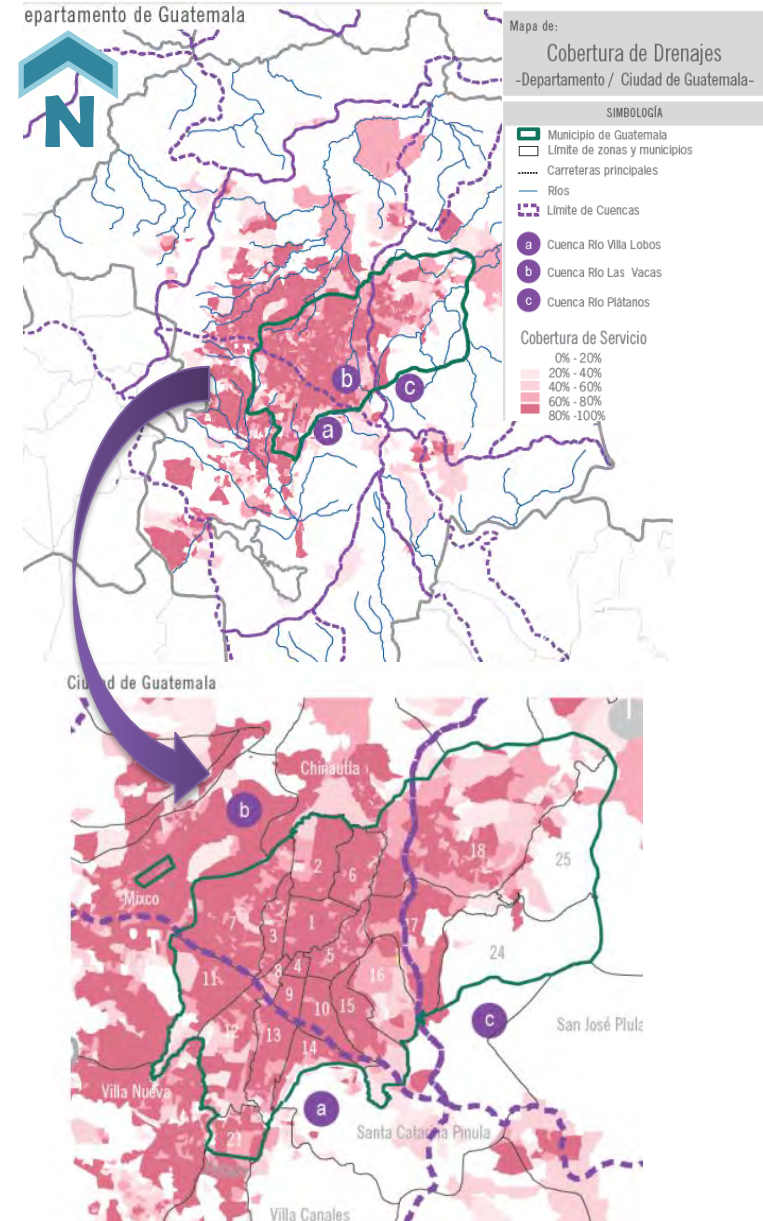 epartamento de Guatemala
N
Mapa de:
Cobertura de Drenajes
-Departamento / Ciudad de Guatemala-
SIMBOLOGÍA
Municipio de Guatemala
Límite de zonas y municipios
Carreteras principales
Ríos
Límite de Cuencas
a Cuenca Río Villa Lobos
b Cuenca Río Las Vacas
c Cuenca Río Plátanos
Cobertura de Servicio
0% - 20%
20% - 40%
40% - 60%
60% - 80%
80% -100%
b
c
a
Ciudad de Guatemala
Chinautla
b
2
6
18
25
Mixco
7
3
1
17
5
24
8
4
16
11
9
10
15
12
13
c
San José Piula
14
Villa Nueva
a
21
Santa Catarina Pinula
Villa Canales